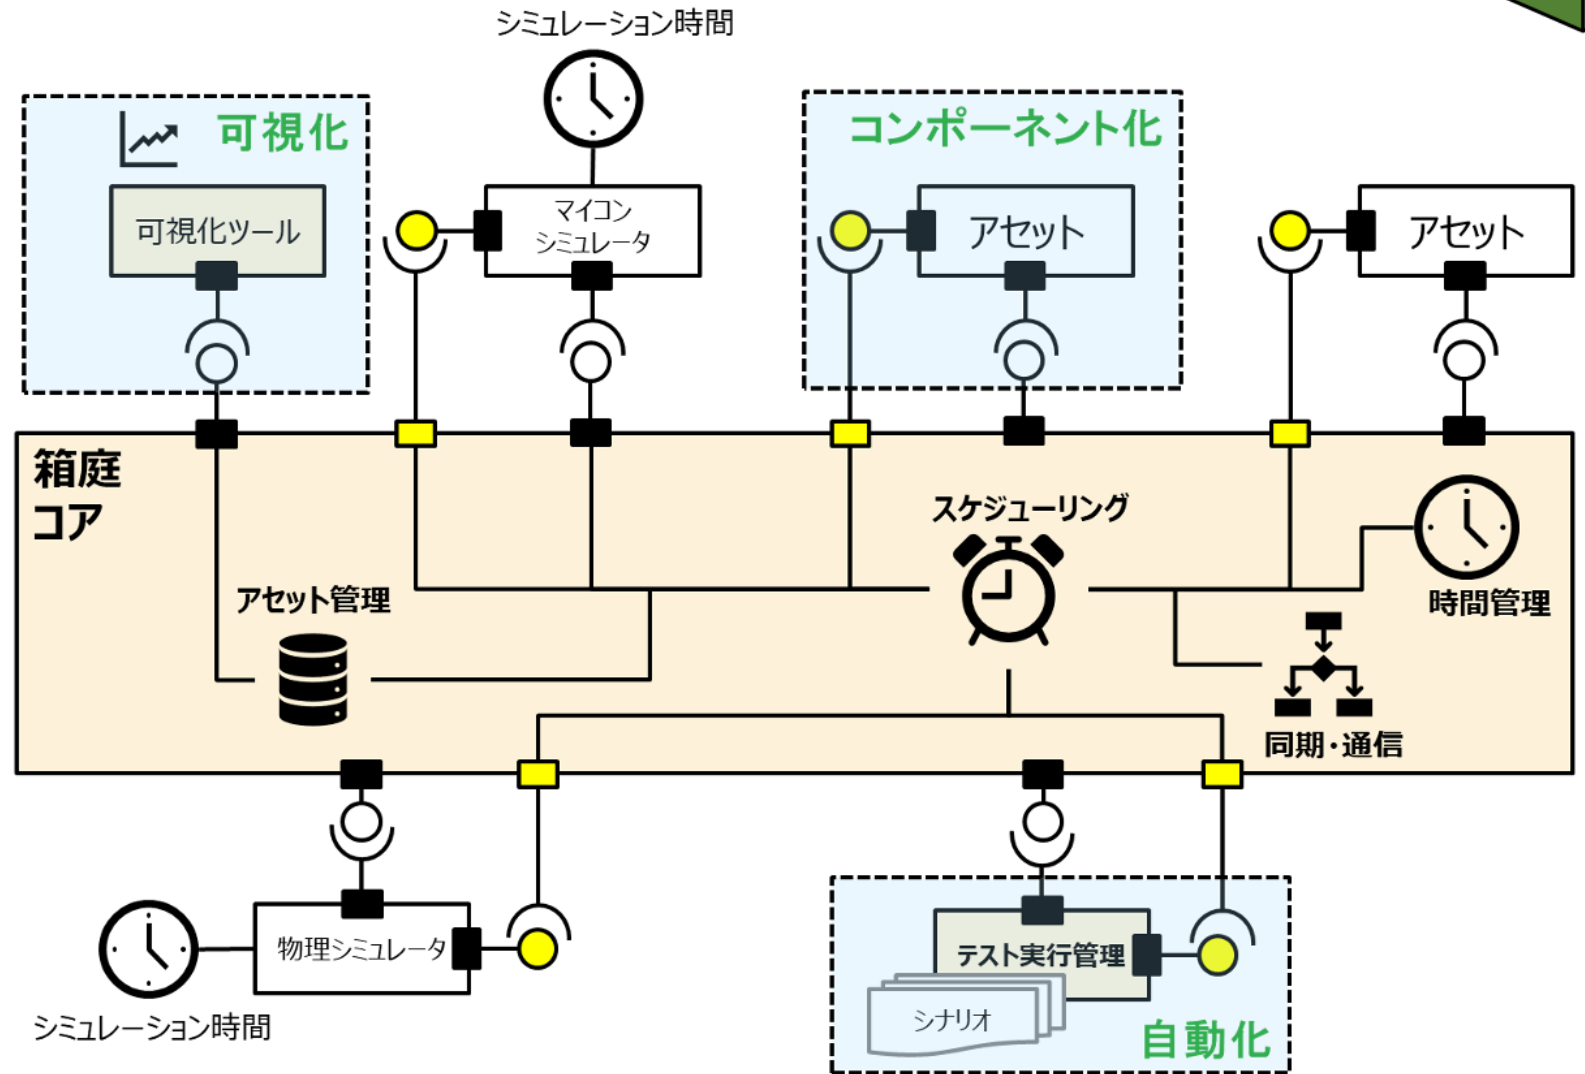 シミュレーション時間
可視化
コンポーネント化
可視化ツール
マイコン
シミュレータ
アセット
アセット
箱庭
コア
スケジューリング
アセット管理
時間管理
同期・通信
物理シミュレータ
テスト実行管理
シナリオ
シミュレーション時間
自動化